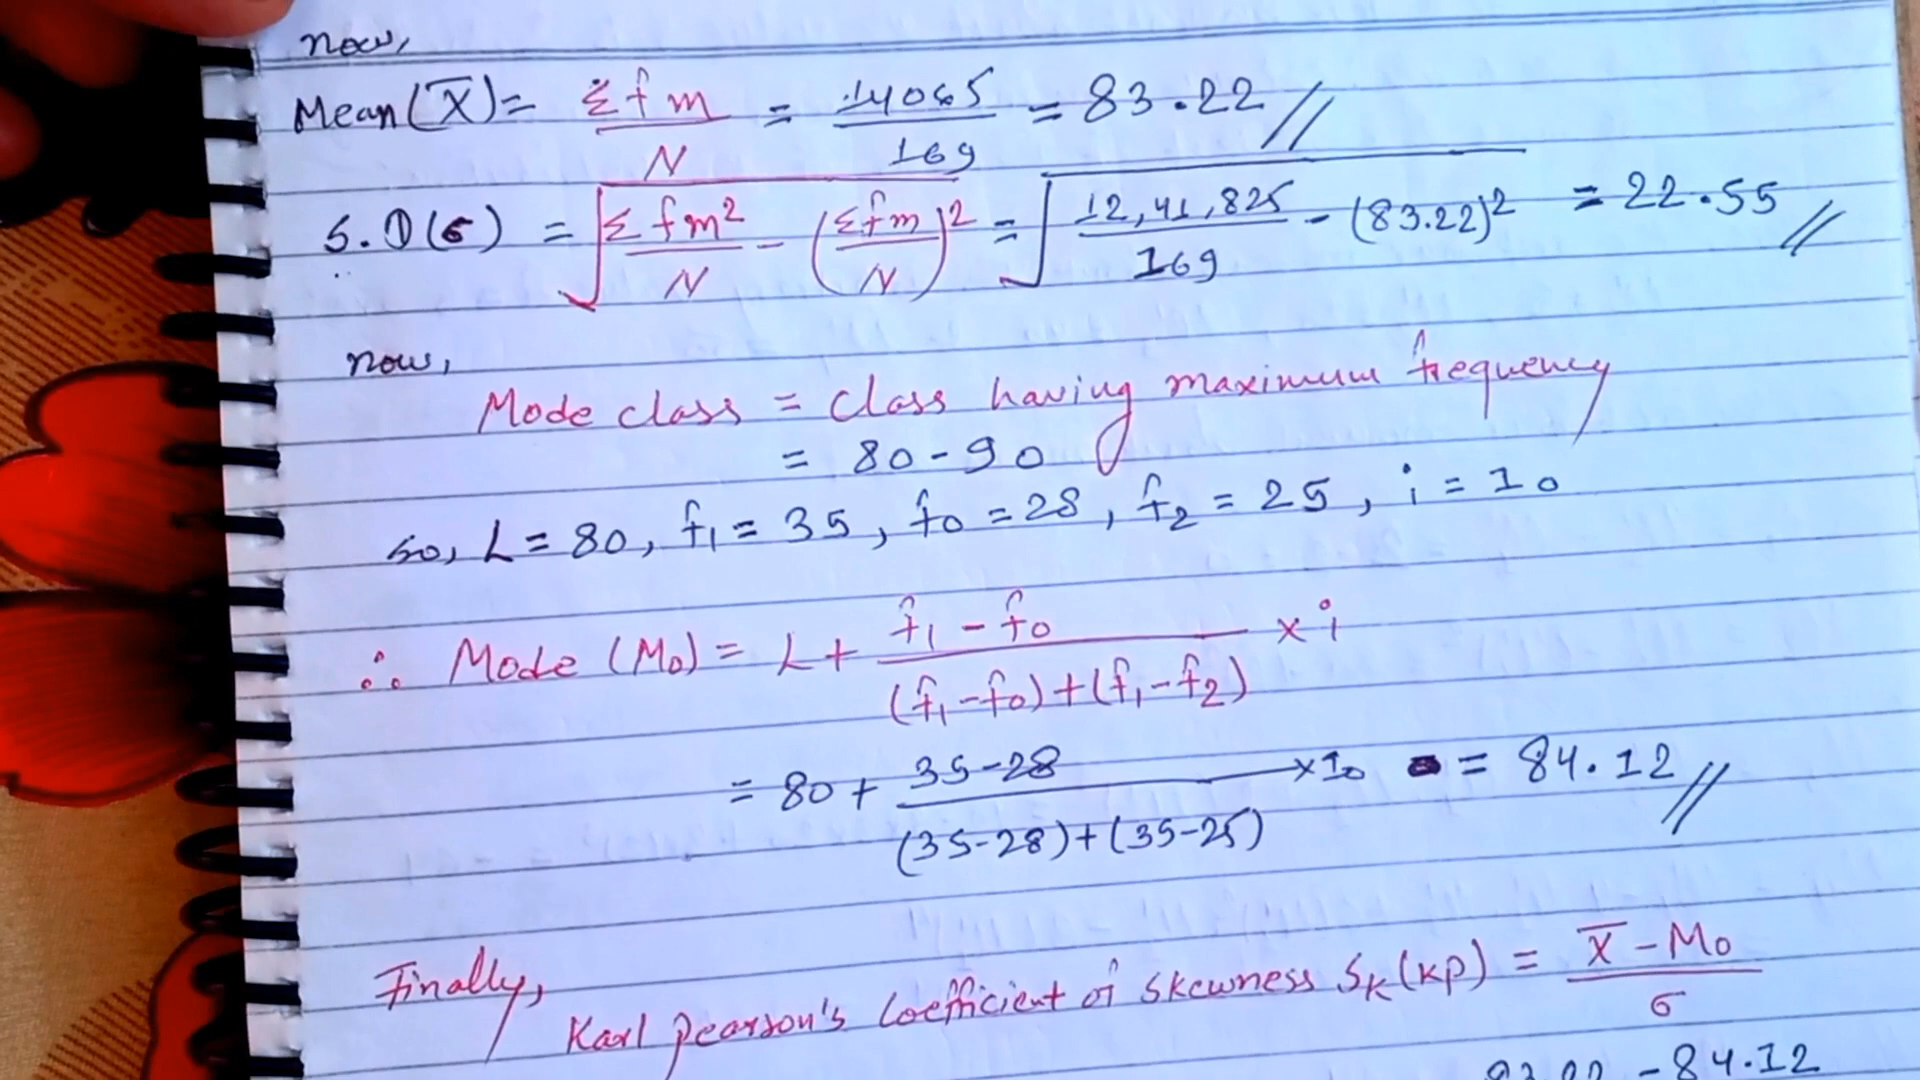 now,
Mean (X̅) = Σfm / N = 14065 / 169 = 83.22 //
S.D (σ) = √(Σfm² / N - (Σfm / N)²) = √(12,41,825 / 169 - (83.22)²) = 22.55 //
now,
Mode class = class having maximum frequency
= 80-90
so, L = 80, f₁ = 35, f₀ = 28, f₂ = 25, i = 10
∴ Mode (M₀) = L + (f₁ - f₀) / ((f₁ - f₀) + (f₁ - f₂)) × i
= 80 + (35-28) / ((35-28) + (35-25)) × 10 = 84.12 //
Finally,
Karl Pearson's Coefficient of skewness Sₖ(KP) = (X̅ - M₀) / σ
- 84.12